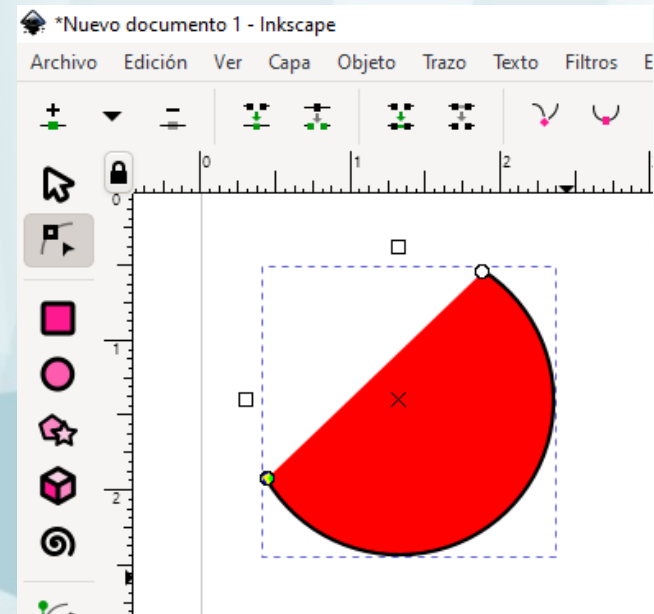 *Nuevo documento 1 - Inkscape
Archivo Edición Ver Capa Objeto Trazo Texto Filtros E
0 1 2
0
1
2